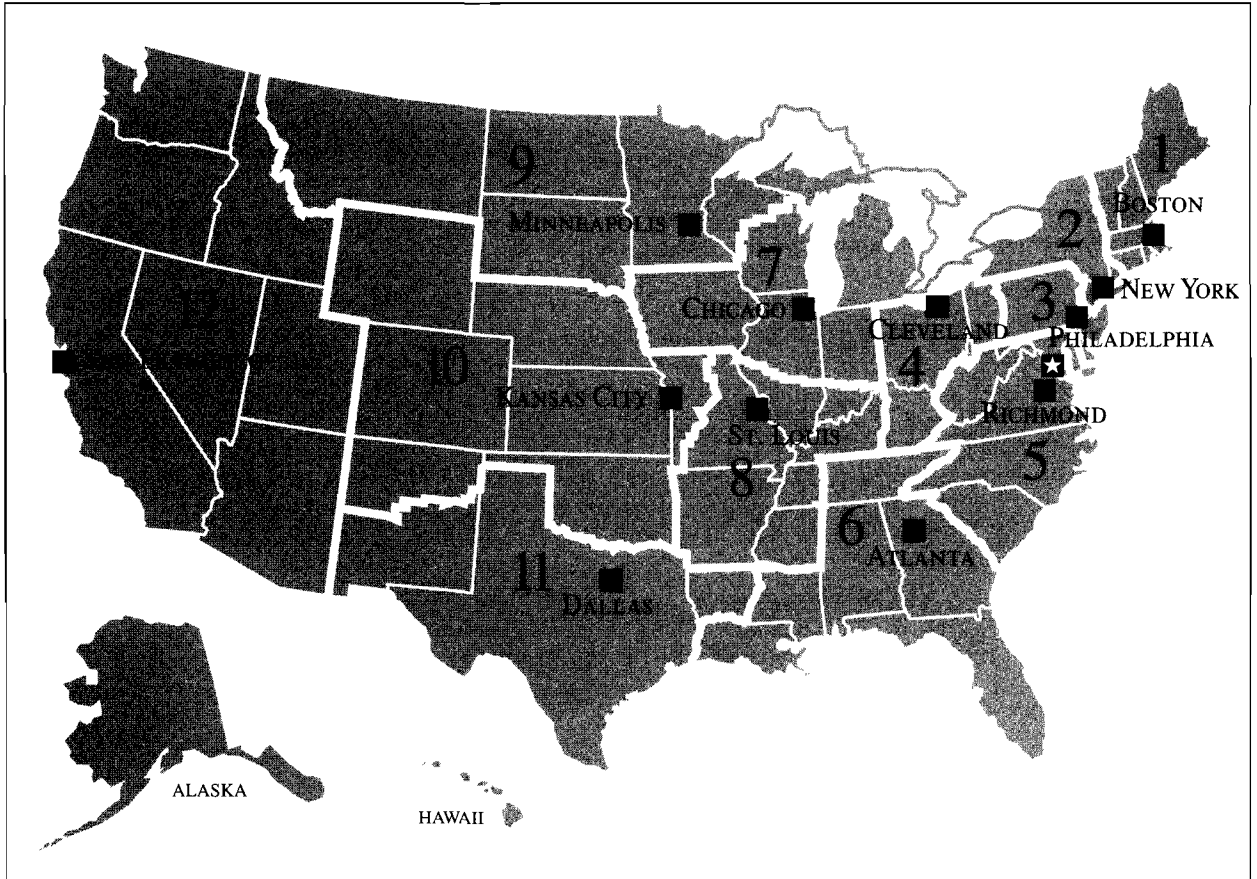 1
BOSTON
9
MINNEAPOLIS
2
7
NEW YORK
12
CHICAGO
3
CLEVELAND
PHILADELPHIA
10
4
KANSAS CITY
RICHMOND
ST. LOUIS
5
8
6
ATLANTA
11
DALLAS
ALASKA
HAWAII